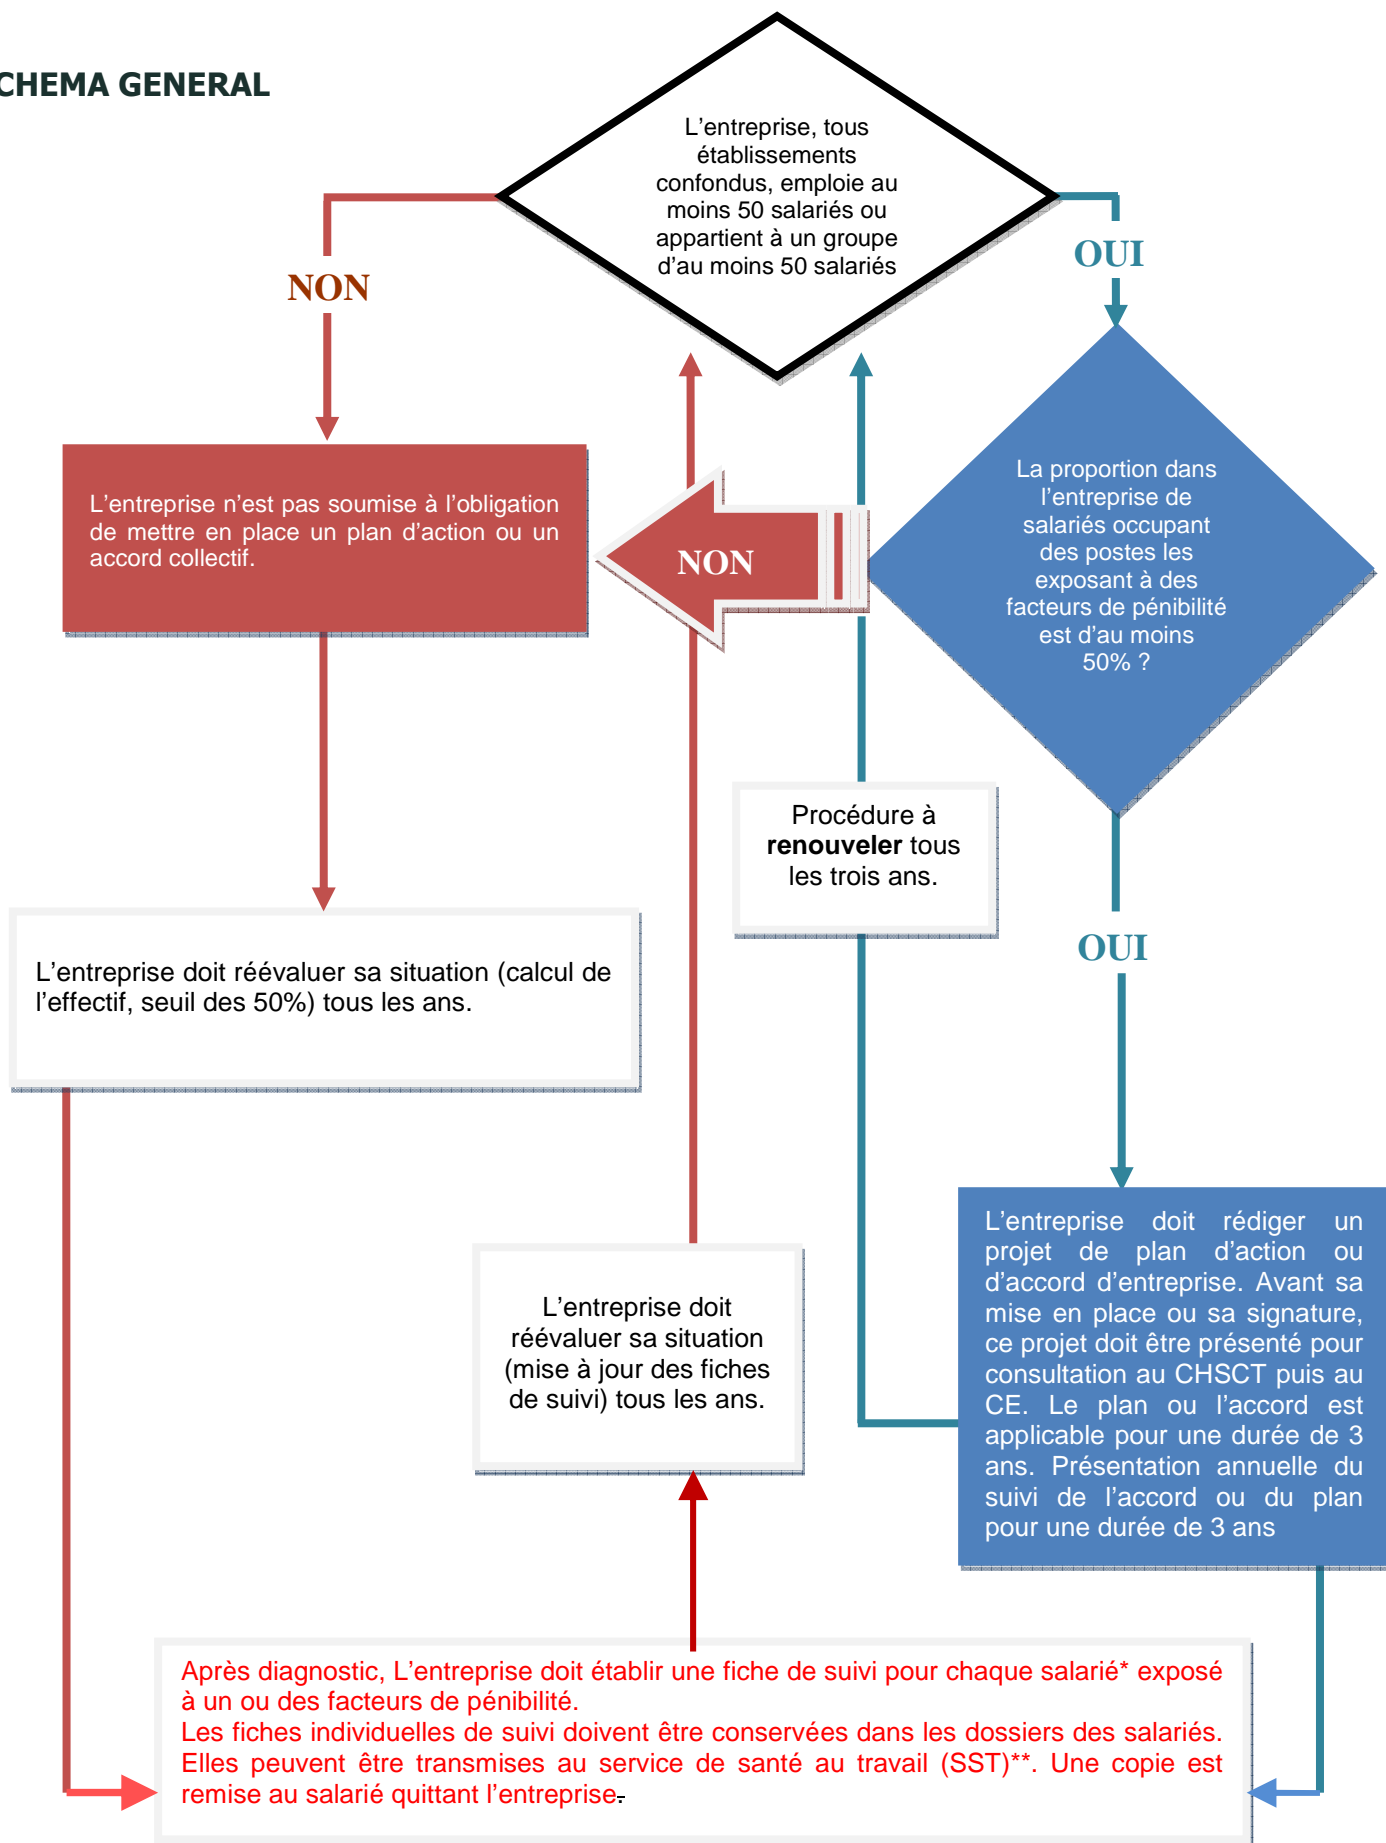 CHEMA GENERAL
L'entreprise, tous
établissements
confondus, emploie au
moins 50 salariés ou
appartient à un groupe
d'au moins 50 salariés
NON
OUI
L'entreprise n'est pas soumise à l'obligation
de mettre en place un plan d'action ou un
accord collectif.
NON
La proportion dans
l'entreprise de
salariés occupant
des postes les
exposant à des
facteurs de pénibilité
est d'au moins
50% ?
Procédure à
renouveler tous
les trois ans.
OUI
L'entreprise doit réévaluer sa situation (calcul de
l'effectif, seuil des 50%) tous les ans.
L'entreprise doit rédiger un
projet de plan d'action ou
d'accord d'entreprise. Avant sa
mise en place ou sa signature,
ce projet doit être présenté pour
consultation au CHSCT puis au
CE. Le plan ou l'accord est
applicable pour une durée de 3
ans. Présentation annuelle du
suivi de l'accord ou du plan
pour une durée de 3 ans
L'entreprise doit
réévaluer sa situation
(mise à jour des fiches
de suivi) tous les ans.
Après diagnostic, L'entreprise doit établir une fiche de suivi pour chaque salarié* exposé
à un ou des facteurs de pénibilité.
Les fiches individuelles de suivi doivent être conservées dans les dossiers des salariés.
Elles peuvent être transmises au service de santé au travail (SST)**. Une copie est
remise au salarié quittant l'entreprise.